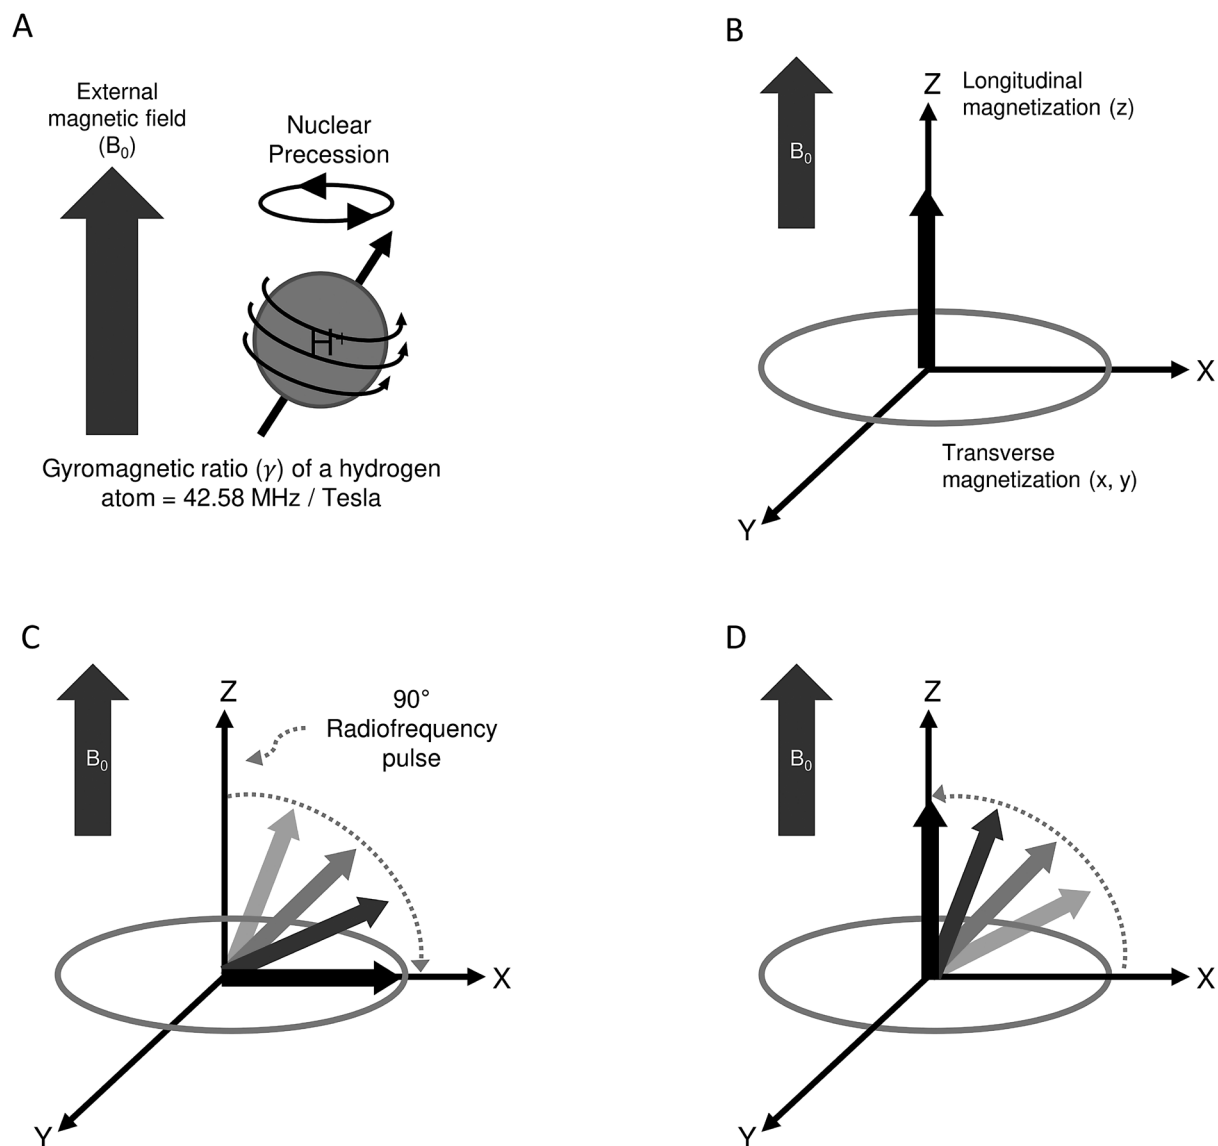 A
External
magnetic field
(B₀)
Nuclear
Precession
H⁺
Gyromagnetic ratio (γ) of a hydrogen
atom = 42.58 MHz / Tesla
B
B₀
Z
Longitudinal
magnetization (z)
X
Transverse
magnetization (x, y)
Y
C
B₀
Z
90°
Radiofrequency
pulse
X
Y
D
B₀
Z
X
Y